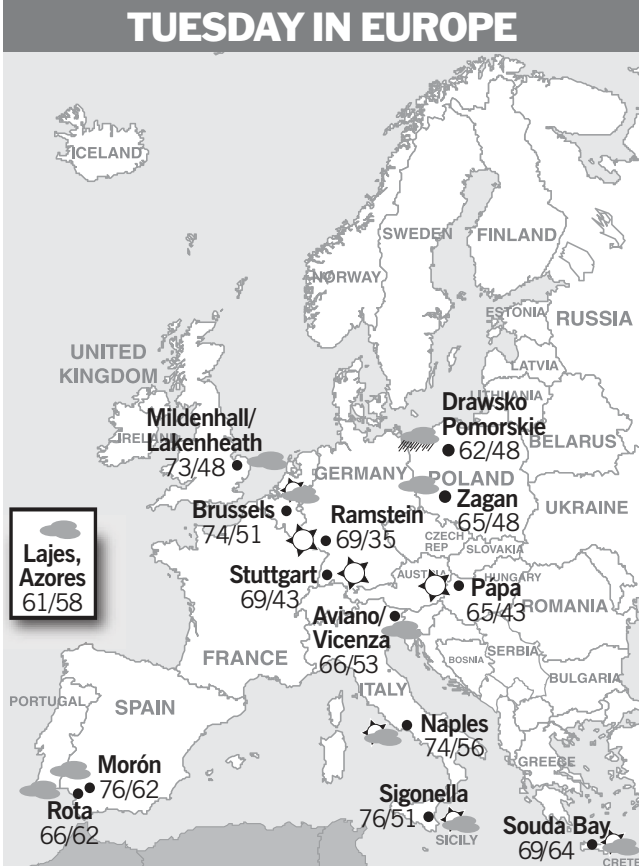 TUESDAY IN EUROPE
ICELAND
SWEDEN
FINLAND
NORWAY
ESTONIA
RUSSIA
LATVIA
LITHUANIA
UNITED
KINGDOM
IRELAND
Mildenhall/
Lakenheath
73/48
Drawsko
Pomorskie
62/48
BELARUS
GERMANY
POLAND
Zagan
65/48
UKRAINE
Brussels
74/51
Ramstein
69/35
CZECH
REP
SLOVAKIA
Lajes,
Azores
61/58
Stuttgart
69/43
AUSTRIA
HUNGARY
Pápa
65/43
ROMANIA
Aviano/
Vicenza
66/53
FRANCE
BOSNIA
SERBIA
BULGARIA
ITALY
PORTUGAL
SPAIN
Naples
74/56
GREECE
Morón
76/62
Rota
66/62
Sigonella
76/51
SICILY
Souda Bay
69/64
CRETE